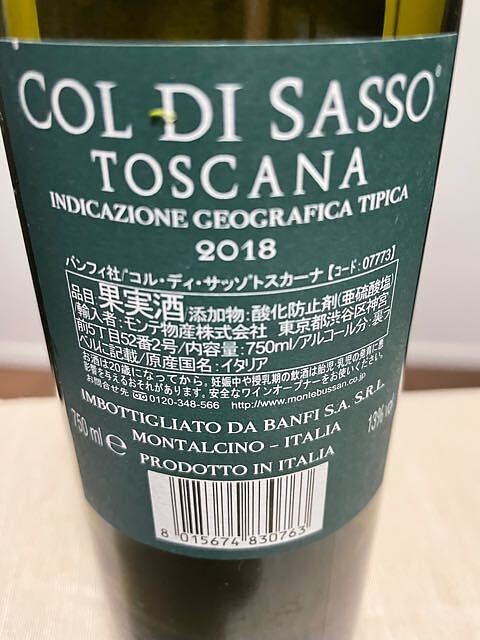 COL DI SASSO®
TOSCANA
INDICAZIONE GEOGRAFICA TIPICA
2018
バンフィ社/"コル・ディ・サッソ"トスカーナ【コード:07773】
品目:果実酒/添加物:酸化防止剤(亜硫酸塩)
輸入者:モンテ物産株式会社 東京都渋谷区神宮
前5丁目52番2号/内容量:750ml/アルコール分:裏ラ
ベルに記載/原産国名:イタリア
お酒は20歳になってから。妊娠中や授乳期の飲酒は胎児・乳児の発育に悪
影響を与えるおそれがあります。安全なワインオープナーをお使いください。
お問合せ先 0120-348-566 http://www.montebussan.co.jp
IMBOTTIGLIATO DA BANFI S.A. S.R.L.
MONTALCINO - ITALIA
PRODOTTO IN ITALIA
750 ml e
13% vol
8 015674 830763